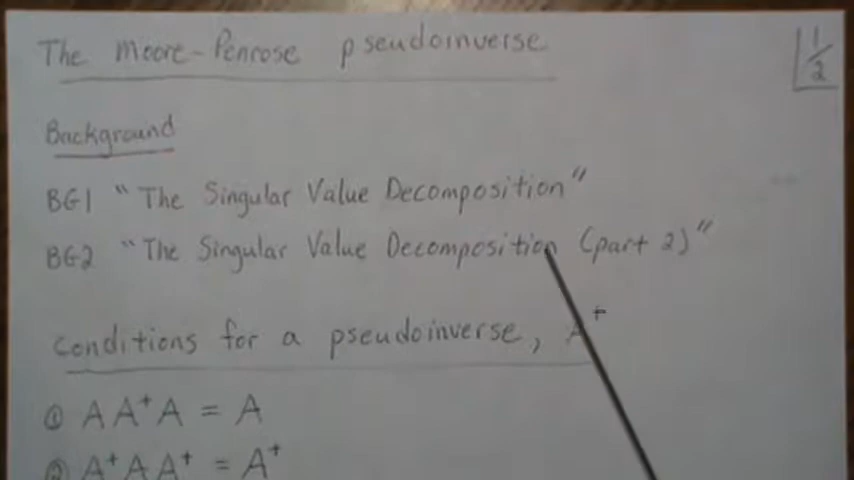 The Moore-Penrose pseudoinverse
1/2
Background
BG1 "The Singular Value Decomposition"
BG2 "The Singular Value Decomposition (part 2)"
Conditions for a pseudoinverse, A⁺
① AA⁺A = A
② A⁺AA⁺ = A⁺